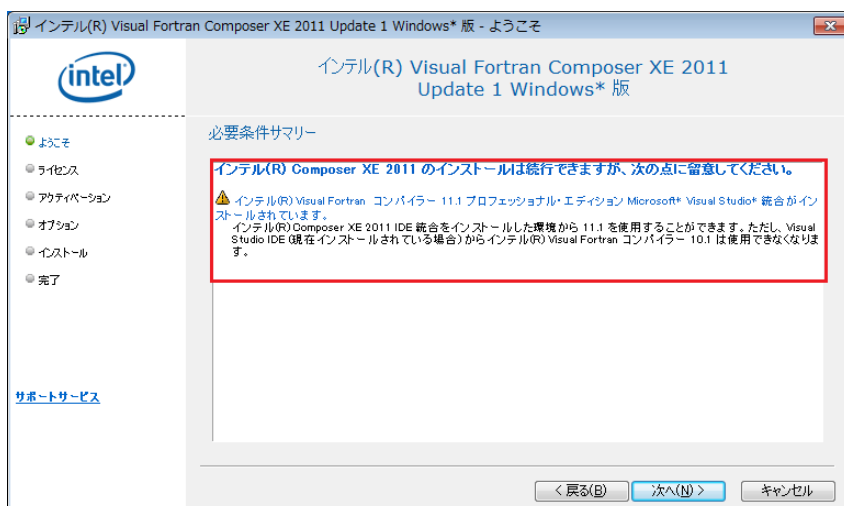 インテル(R) Visual Fortran Composer XE 2011 Update 1 Windows* 版 - ようこそ
intel
インテル(R) Visual Fortran Composer XE 2011
Update 1 Windows* 版
ようこそ
ライセンス
アクティベーション
オプション
インストール
完了
サポートサービス
必要条件サマリー
インテル(R) Composer XE 2011 のインストールは続行できますが、次の点に留意してください。
インテル(R) Visual Fortran コンパイラー 11.1 プロフェッショナル・エディション Microsoft* Visual Studio* 統合がイン
ストールされています。
インテル(R) Composer XE 2011 IDE 統合をインストールした環境から 11.1 を使用することができます。ただし、Visual
Studio IDE (現在インストールされている場合) からインテル(R) Visual Fortran コンパイラー 10.1 は使用できなくなりま
す。
< 戻る(B)
次へ(N) >
キャンセル